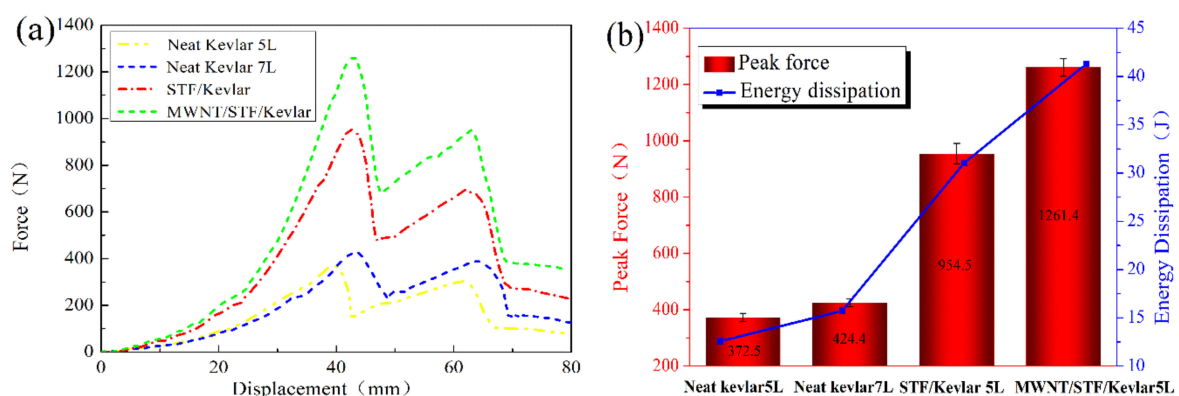 (a)
1400
1200
1000
800
600
400
200
0
Force（N）
0 20 40 60 80
Displacement（mm）
Neat Kevlar 5L
Neat Kevlar 7L
STF/Kevlar
MWNT/STF/Kevlar
(b)
1400
1200
1000
800
600
400
200
Peak Force（N）
Peak force
Energy dissipation
372.5
424.4
954.5
1261.4
Neat kevlar5L Neat kevlar7L STF/Kevlar 5L MWNT/STF/Kevlar5L
45
40
35
30
25
20
15
10
Energy Dissipation（J）